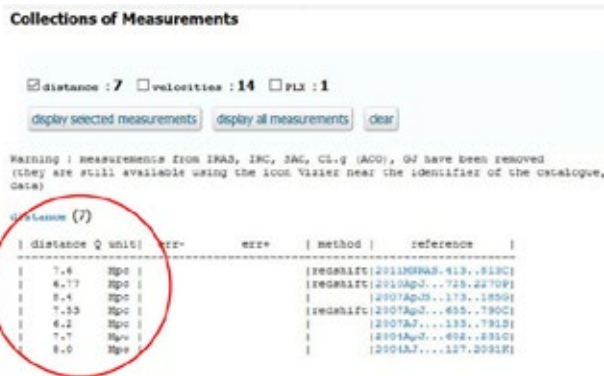 Collections of Measurements
distance : 7 velocities : 14 PLX : 1
display selected measurements display all measurements clear
Warning : measurements from IRAS, IRC, SAC, Cl.g (ACO), GJ have been removed
(they are still available using the icon Vizier near the identifier of the catalogue,
data)
distance (7)
| distance Q unit| err- err+ | method | reference |
| 7.6 Mpc | |redshift|
| 6.77 Mpc | |redshift|
| 8.4 Mpc | | |
| 7.53 Mpc | |redshift|
| 6.2 Mpc | | |
| 7.7 Mpc | | |
| 8.0 Mpc | | |